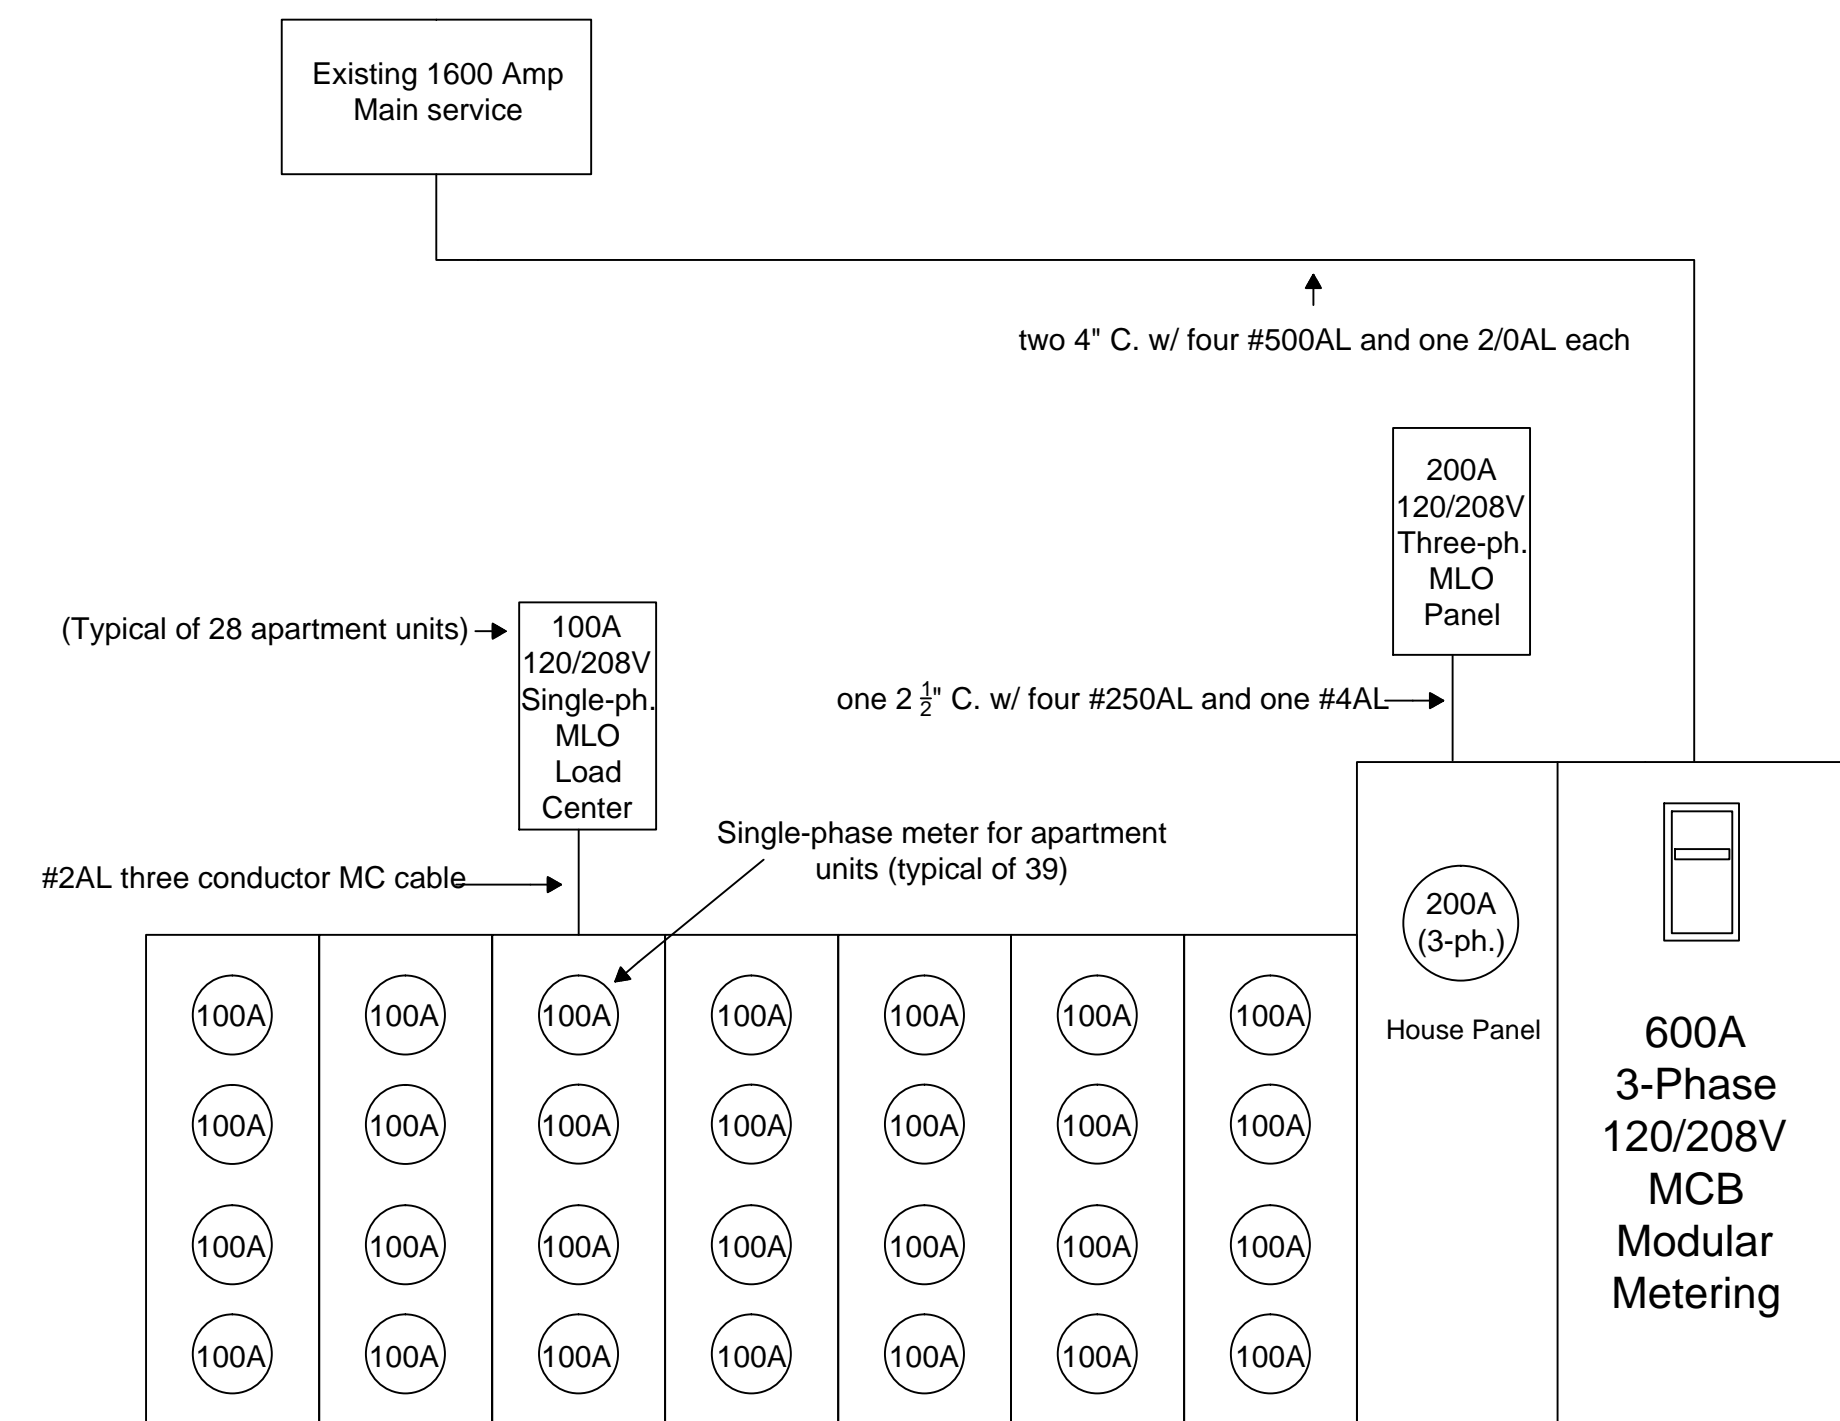 Existing 1600 Amp
Main service
two 4" C. w/ four #500AL and one 2/0AL each
200A
120/208V
Three-ph.
MLO
Panel
(Typical of 28 apartment units)
100A
120/208V
Single-ph.
MLO
Load
Center
one 2 ½" C. w/ four #250AL and one #4AL
Single-phase meter for apartment
units (typical of 39)
#2AL three conductor MC cable
200A
(3-ph.)
House Panel
600A
3-Phase
120/208V
MCB
Modular
Metering
100A 100A 100A 100A 100A 100A 100A
100A 100A 100A 100A 100A 100A 100A
100A 100A 100A 100A 100A 100A 100A
100A 100A 100A 100A 100A 100A 100A